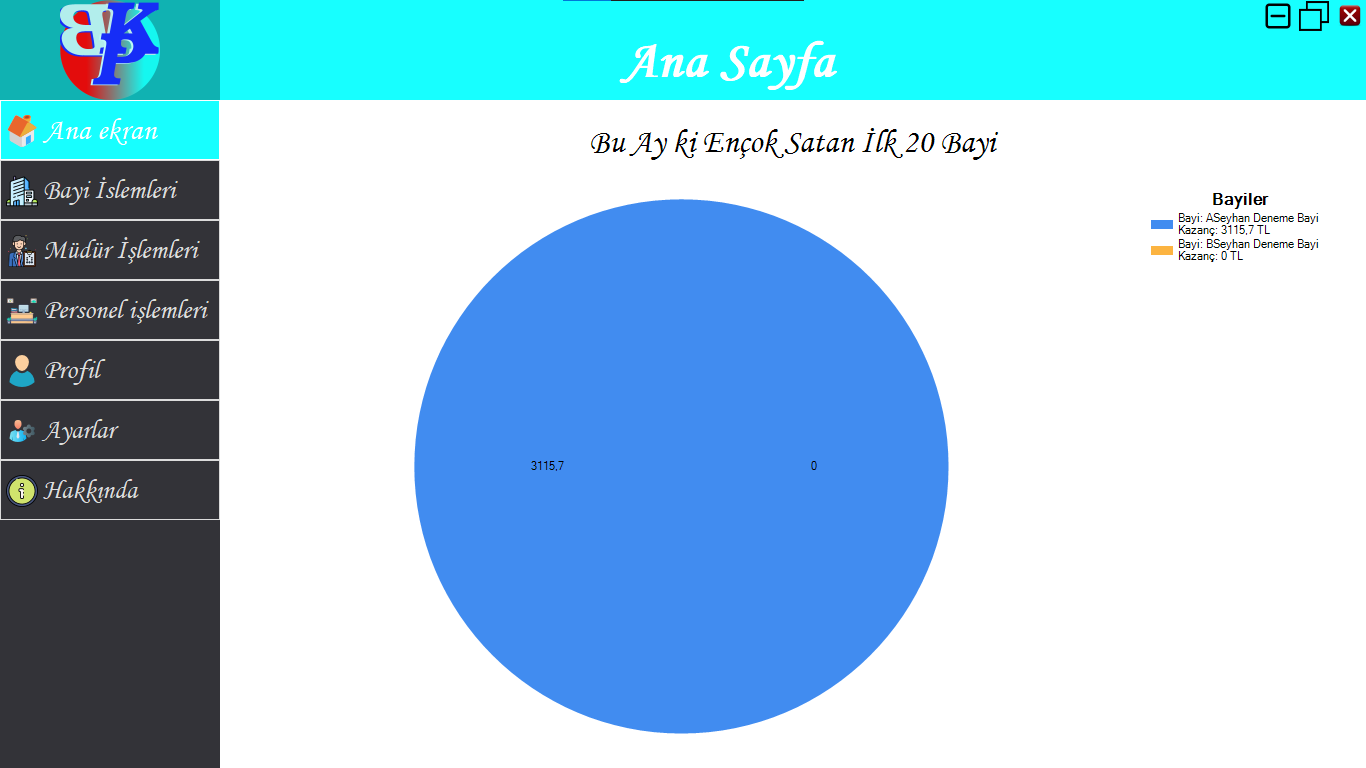 BKP
Ana Sayfa
Ana ekran
Bayi İslemleri
Müdür İşlemleri
Personel işlemleri
Profil
Ayarlar
Hakkında
Bu Ay ki Ençok Satan İlk 20 Bayi
3115,7
0
Bayiler
Bayi: ASeyhan Deneme Bayi
Kazanç: 3115,7 TL
Bayi: BSeyhan Deneme Bayi
Kazanç: 0 TL